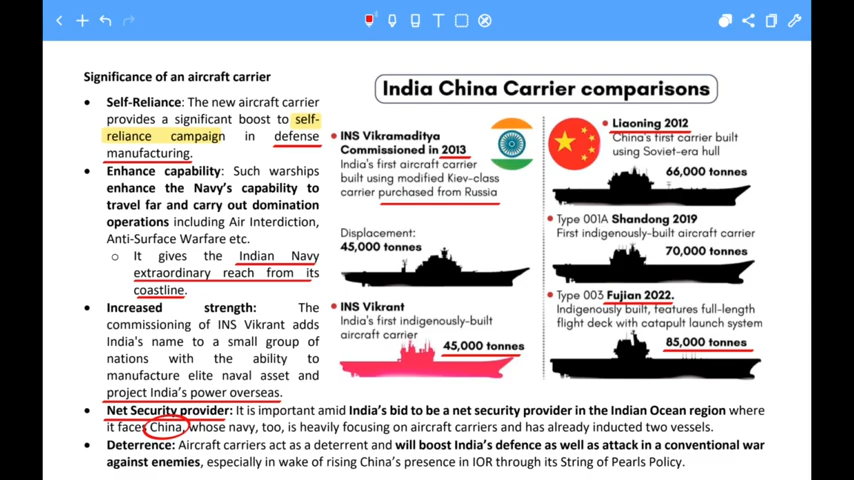 Significance of an aircraft carrier
• Self-Reliance: The new aircraft carrier
provides a significant boost to self-
reliance campaign in defense
manufacturing.
• Enhance capability: Such warships
enhance the Navy's capability to
travel far and carry out domination
operations including Air Interdiction,
Anti-Surface Warfare etc.
o It gives the Indian Navy
extraordinary reach from its
coastline.
• Increased strength: The
commissioning of INS Vikrant adds
India's name to a small group of
nations with the ability to
manufacture elite naval asset and
project India's power overseas.
India China Carrier comparisons
INS Vikramaditya
Commissioned in 2013
India's first aircraft carrier
built using modified Kiev-class
carrier purchased from Russia
Displacement:
45,000 tonnes
INS Vikrant
India's first indigenously-built
aircraft carrier
45,000 tonnes
Liaoning 2012
China's first carrier built
using Soviet-era hull
66,000 tonnes
Type 001A Shandong 2019
First indigenously-built aircraft carrier
70,000 tonnes
Type 003 Fujian 2022.
Indigenously built, features full-length
flight deck with catapult launch system
85,000 tonnes
• Net Security provider: It is important amid India's bid to be a net security provider in the Indian Ocean region where
it faces China, whose navy, too, is heavily focusing on aircraft carriers and has already inducted two vessels.
• Deterrence: Aircraft carriers act as a deterrent and will boost India's defence as well as attack in a conventional war
against enemies, especially in wake of rising China's presence in IOR through its String of Pearls Policy.